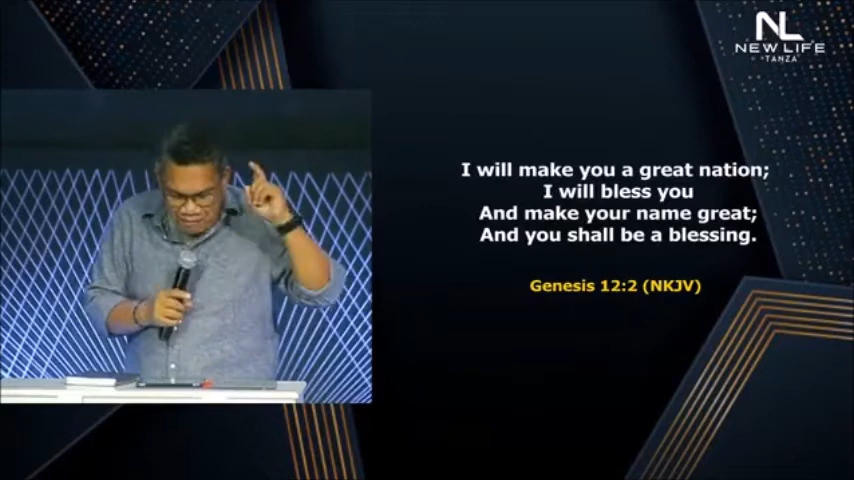 NL
NEW LIFE
TANZA
I will make you a great nation;
I will bless you
And make your name great;
And you shall be a blessing.
Genesis 12:2 (NKJV)